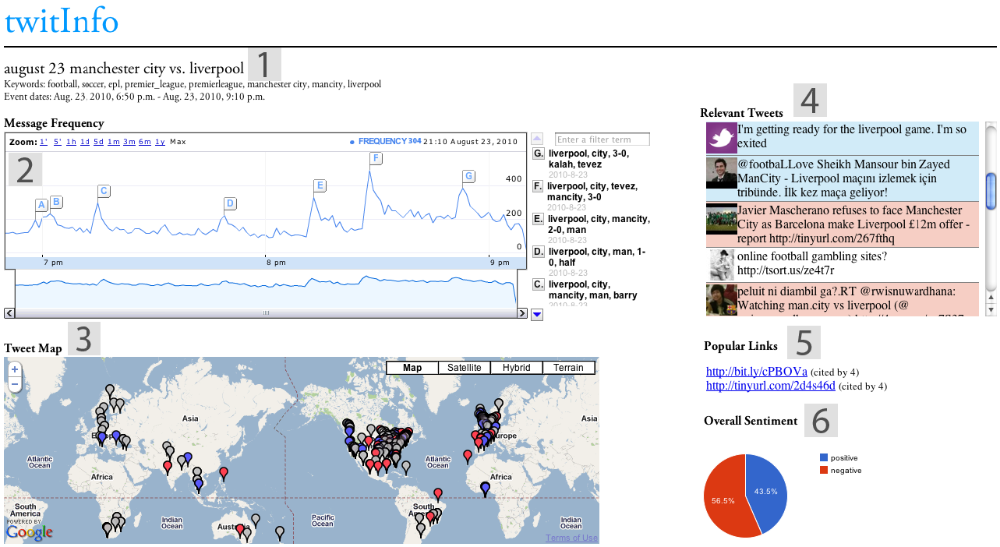 twitInfo
august 23 manchester city vs. liverpool
1
Keywords: football, soccer, epl, premier_league, premierleague, manchester city, mancity, liverpool
Event dates: Aug. 23, 2010, 6:50 p.m. - Aug. 23, 2010, 9:10 p.m.
Message Frequency
Zoom: 1' 5' 1h 1d 5d 1m 3m 6m 1y Max
FREQUENCY 304 21:10 August 23, 2010
2
A
B
C
D
E
F
G
400
200
0
7 pm
8 pm
9 pm
Enter a filter term
G. liverpool, city, 3-0,
kalah, tevez
2010-8-23
F. liverpool, city, tevez,
mancity, 3-0
2010-8-23
E. liverpool, city, mancity,
2-0, man
2010-8-23
D. liverpool, city, man, 1-
0, half
2010-8-23
C. liverpool, city,
mancity, man, barry
2010-8-23
Relevant Tweets
4
I'm getting ready for the liverpool game. I'm so
exited
@footbaLLove Sheikh Mansour bin Zayed
ManCity - Liverpool maçını izlemek için
tribünde. İlk kez maça geliyor!
Javier Mascherano refuses to face Manchester
City as Barcelona make Liverpool £12m offer -
report http://tinyurl.com/267fthq
online football gambling sites?
http://tsort.us/ze4t7r
peluit ni diambil ga?.RT @rwisnuwardhana:
Watching man.city vs liverpool (@
Tweet Map
3
+
−
Map
Satellite
Hybrid
Terrain
Asia
Asia
Atlantic
Ocean
Atlantic
Ocean
Africa
Africa
South
America
Indian
Ocean
Pacific
Ocean
Indian
Ocean
POWERED BY
Google
Terms of Use
Popular Links
5
http://bit.ly/cPBOVa (cited by 4)
http://tinyurl.com/2d4s46d (cited by 4)
Overall Sentiment
6
56.5%
43.5%
positive
negative